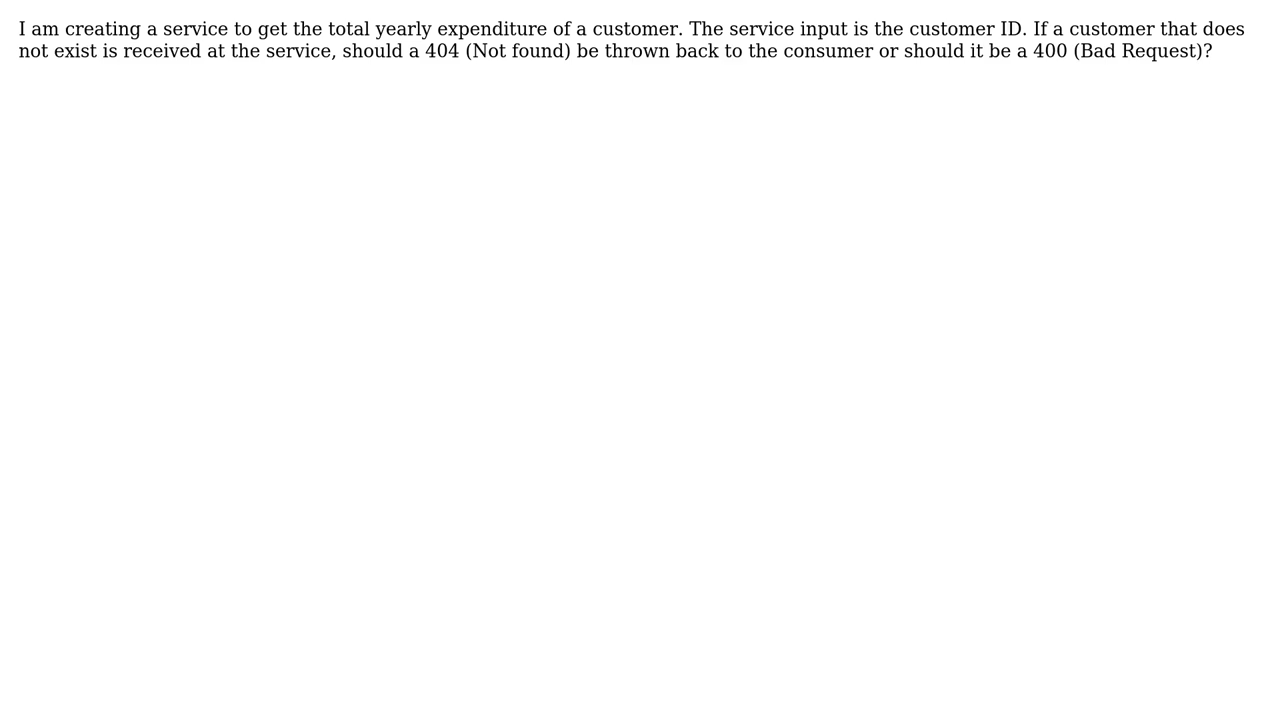 I am creating a service to get the total yearly expenditure of a customer. The service input is the customer ID. If a customer that does
not exist is received at the service, should a 404 (Not found) be thrown back to the consumer or should it be a 400 (Bad Request)?